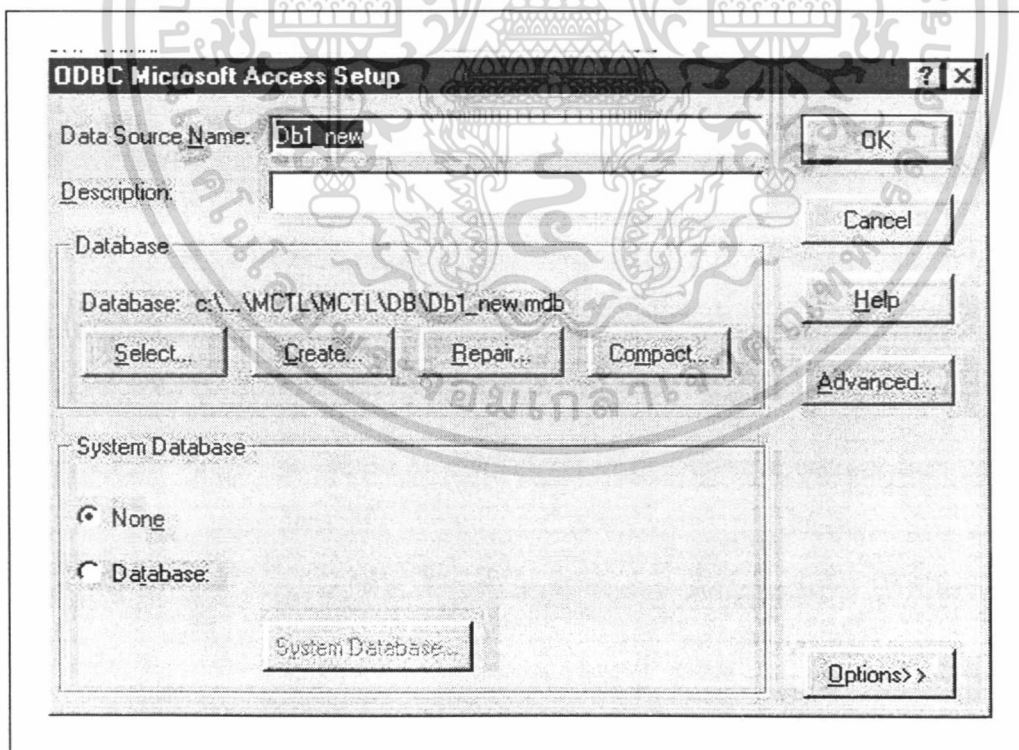 ODBC Microsoft Access Setup
Data Source Name: Db1_new
OK
Description:
Cancel
Database
Database: c:\...\MCTL\MCTL\DB\Db1_new.mdb
Help
Select... Create... Repair... Compact...
Advanced...
System Database
None
Database:
System Database...
Options>>